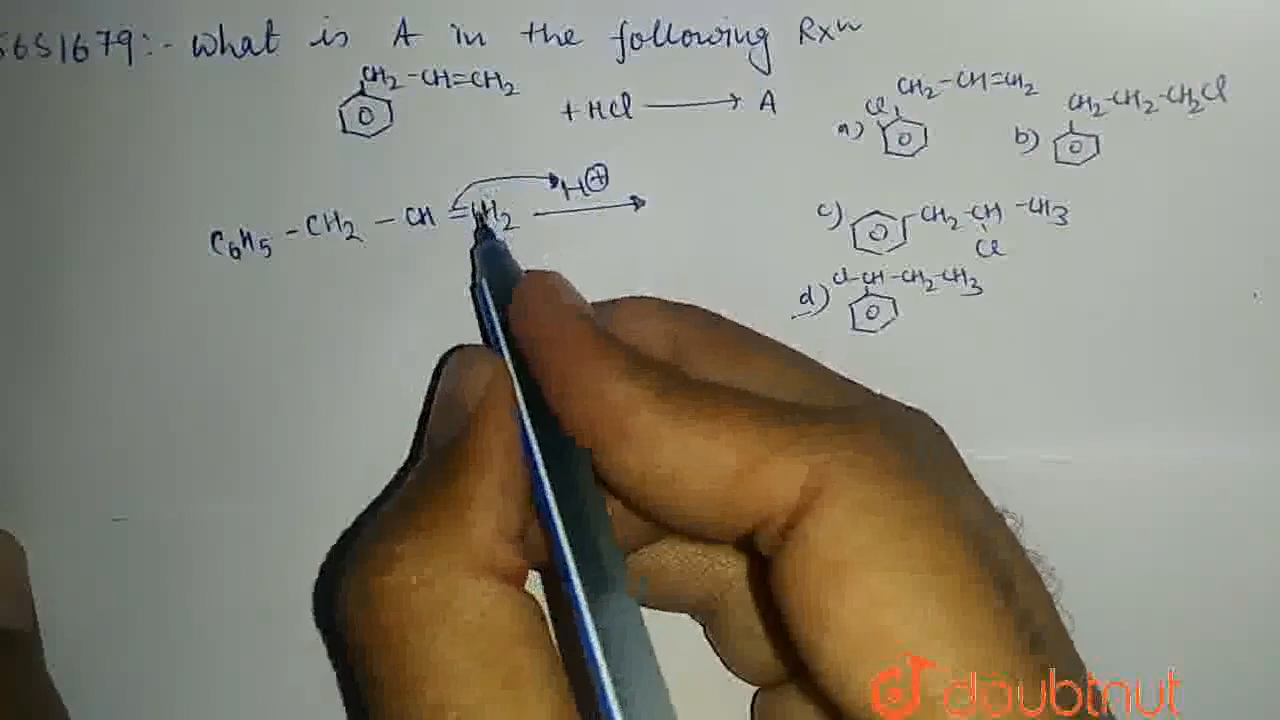 5651679:- What is A in the following Rxn
CH2-CH=CH2
+HCl → A
a) Cl CH2-CH=CH2
b) CH2-CH2-CH2Cl
C6H5-CH2-CH=CH2 H⊕ →
c) CH2-CH-CH3
Cl
d) Cl-CH-CH2-CH3
doubtnut